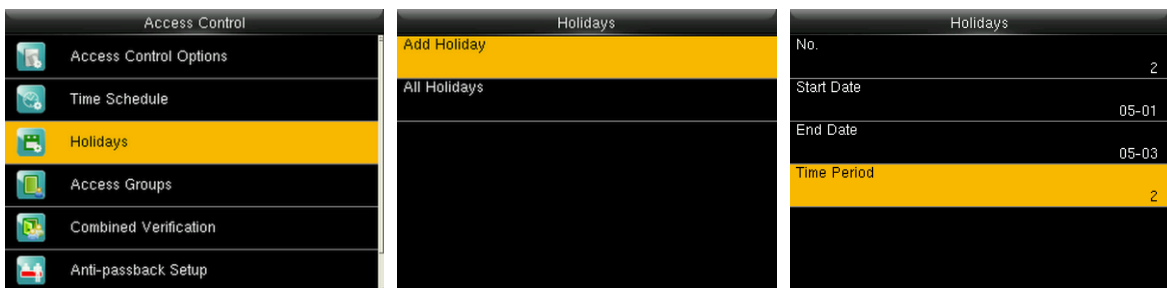 Access Control
Access Control Options
Time Schedule
Holidays
Access Groups
Combined Verification
Anti-passback Setup
Holidays
Add Holiday
All Holidays
Holidays
No.
2
Start Date
05-01
End Date
05-03
Time Period
2